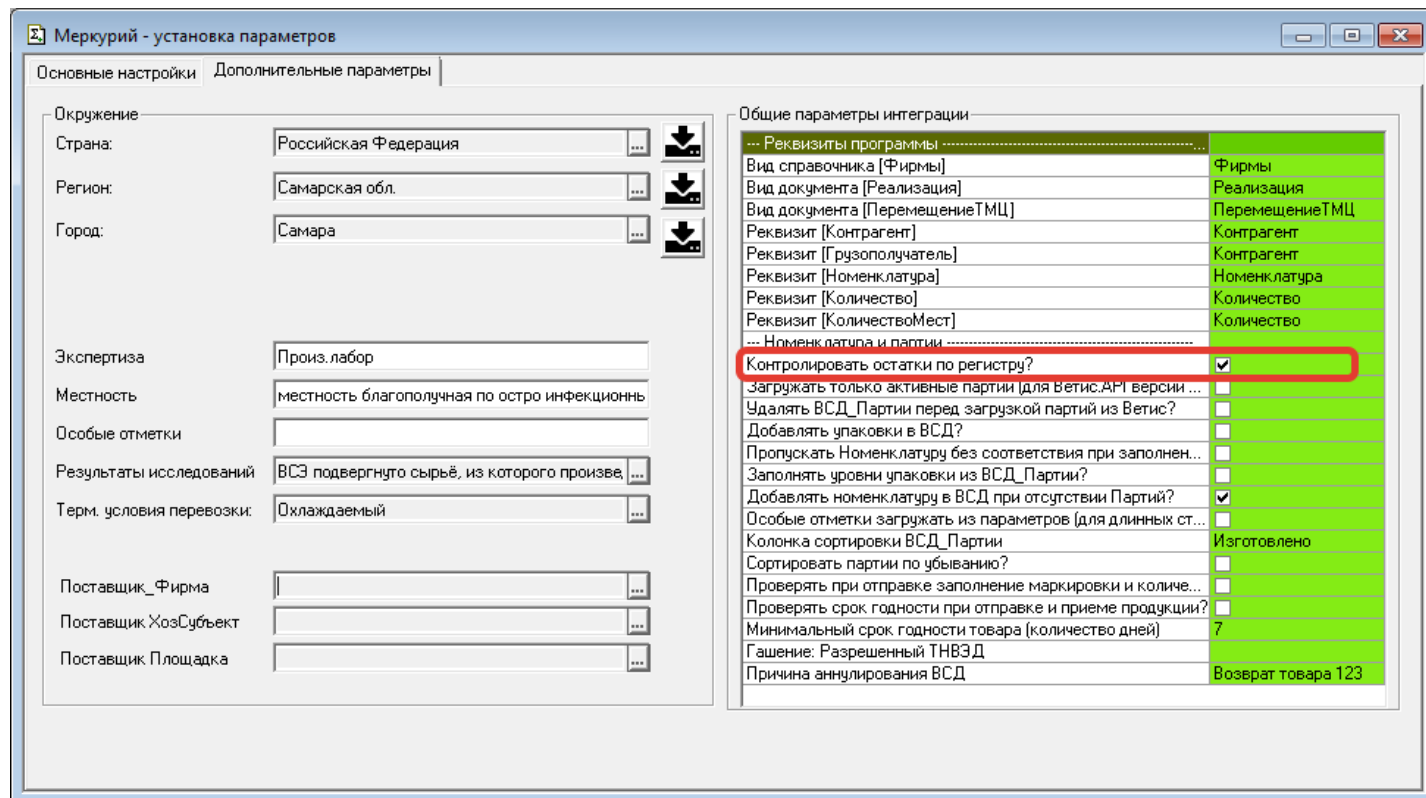 Меркурий - установка параметров
Основные настройки
Дополнительные параметры
Окружение
Страна: Российская Федерация ...
Регион: Самарская обл. ...
Город: Самара ...
Экспертиза Произ.лабор
Местность местность благополучная по остро инфекционнь
Особые отметки
Результаты исследований ВСЭ подвергнуто сырьё, из которого произве, ...
Терм. условия перевозки: Охлаждаемый ...
Поставщик_Фирма ...
Поставщик ХозСубъект ...
Поставщик Площадка ...
Общие параметры интеграции
--- Реквизиты программы ---...
Вид справочника [Фирмы] Фирмы
Вид документа [Реализация] Реализация
Вид документа [ПеремещениеТМЦ] ПеремещениеТМЦ
Реквизит [Контрагент] Контрагент
Реквизит [Грузополучатель] Контрагент
Реквизит [Номенклатура] Номенклатура
Реквизит [Количество] Количество
Реквизит [КоличествоМест] Количество
--- Номенклатура и партии ---
Контролировать остатки по регистру?
Загружать только активные партии (для Ветис.API версии ...
Удалять ВСД_Партии перед загрузкой партий из Ветис?
Добавлять упаковки в ВСД?
Пропускать Номенклатуру без соответствия при заполнен...
Заполнять уровни упаковки из ВСД_Партии?
Добавлять номенклатуру в ВСД при отсутствии Партий?
Особые отметки загружать из параметров (для длинных ст...
Колонка сортировки ВСД_Партии Изготовлено
Сортировать партии по убыванию?
Проверять при отправке заполнение маркировки и количе...
Проверять срок годности при отправке и приеме продукции?
Минимальный срок годности товара (количество дней) 7
Гашение: Разрешенный ТНВЭД
Причина аннулирования ВСД Возврат товара 123